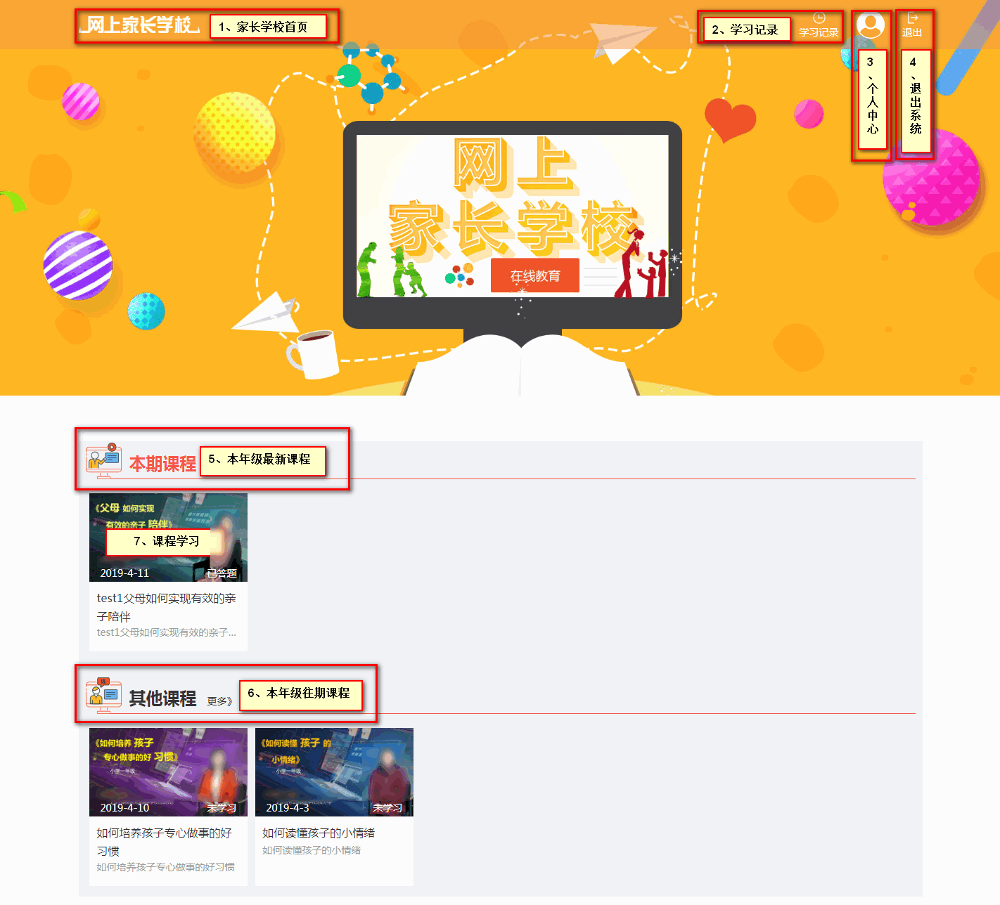 网上家长学校
1、家长学校首页
2、学习记录
学习记录
退出
3、个人中心
4、退出系统
网上
家长学校
在线教育
本期课程
5、本年级最新课程
《父母 如何实现
有效的亲子 陪伴》
7、课程学习
2019-4-11
已答题
test1父母如何实现有效的亲
子陪伴
test1父母如何实现有效的亲子...
其他课程
更多》
6、本年级往期课程
《如何培养 孩子
专心做事的好 习惯》
小学一年级
2019-4-10
未学习
如何培养孩子专心做事的好
习惯
如何培养孩子专心做事的好习惯
《如何读懂 孩子 的
小情绪》
小学一年级
2019-4-3
未学习
如何读懂孩子的小情绪
如何读懂孩子的小情绪